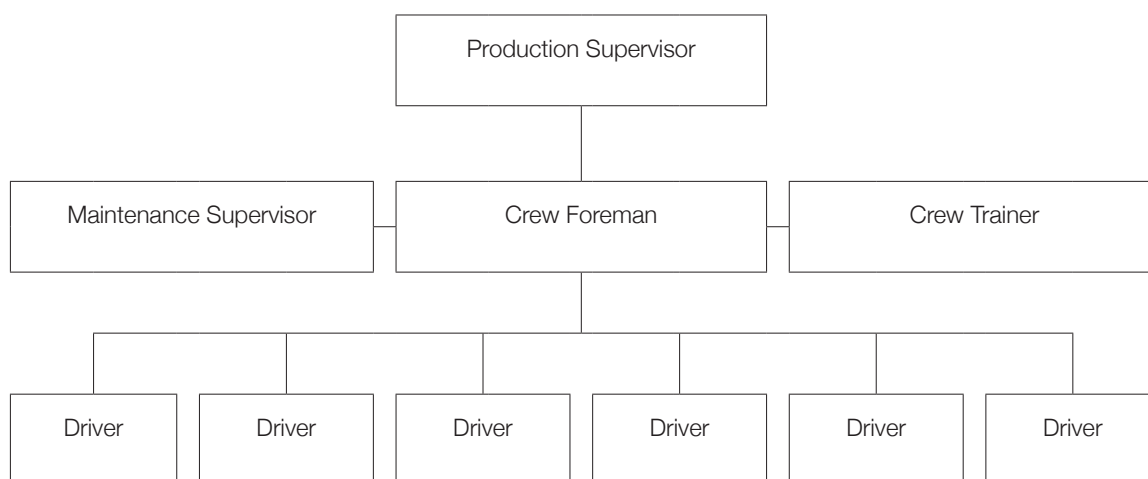 Production Supervisor
Maintenance Supervisor
Crew Foreman
Crew Trainer
Driver
Driver
Driver
Driver
Driver
Driver